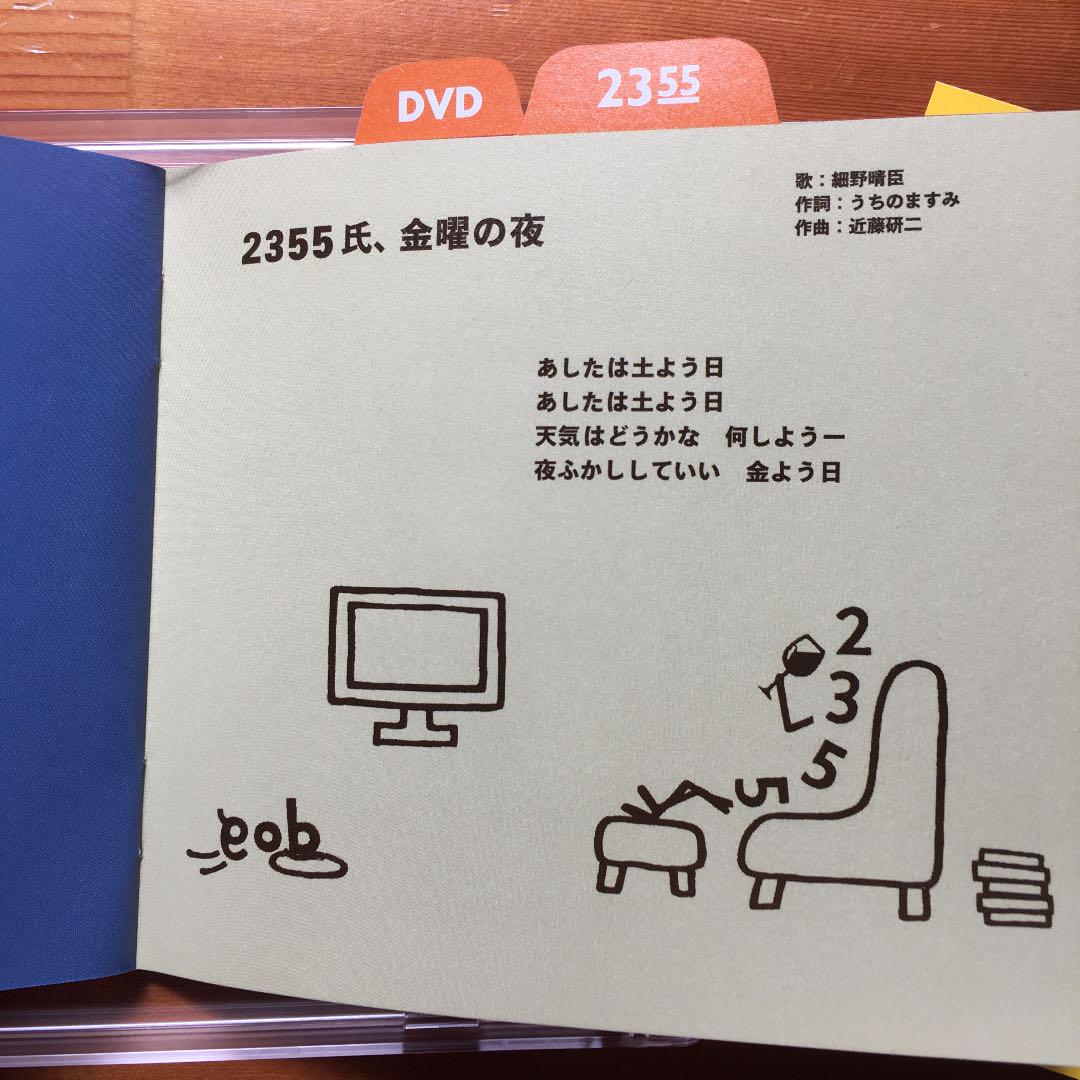 DVD
2355
2355氏、金曜の夜
歌：細野晴臣
作詞：うちのますみ
作曲：近藤研二
あしたは土よう日
あしたは土よう日
天気はどうかな　何しようー
夜ふかししていい　金よう日
2
3
5
5